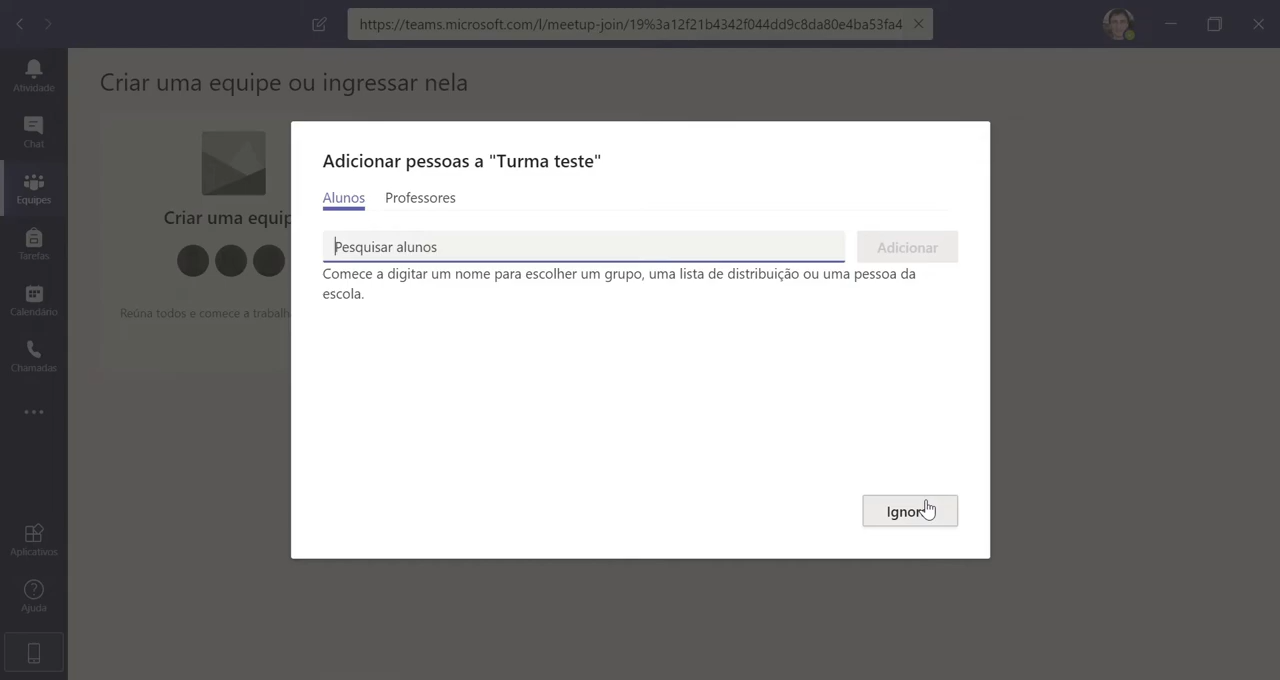 https://teams.microsoft.com/l/meetup-join/19%3a12f21b4342f044dd9c8da80e4ba53fa4
Atividade
Chat
Equipes
Tarefas
Calendário
Chamadas
Aplicativos
Ajuda
Criar uma equipe ou ingressar nela
Criar uma equip
Reúna todos e comece a trabalh
Adicionar pessoas a "Turma teste"
Alunos Professores
Pesquisar alunos Adicionar
Comece a digitar um nome para escolher um grupo, uma lista de distribuição ou uma pessoa da
escola.
Ignor